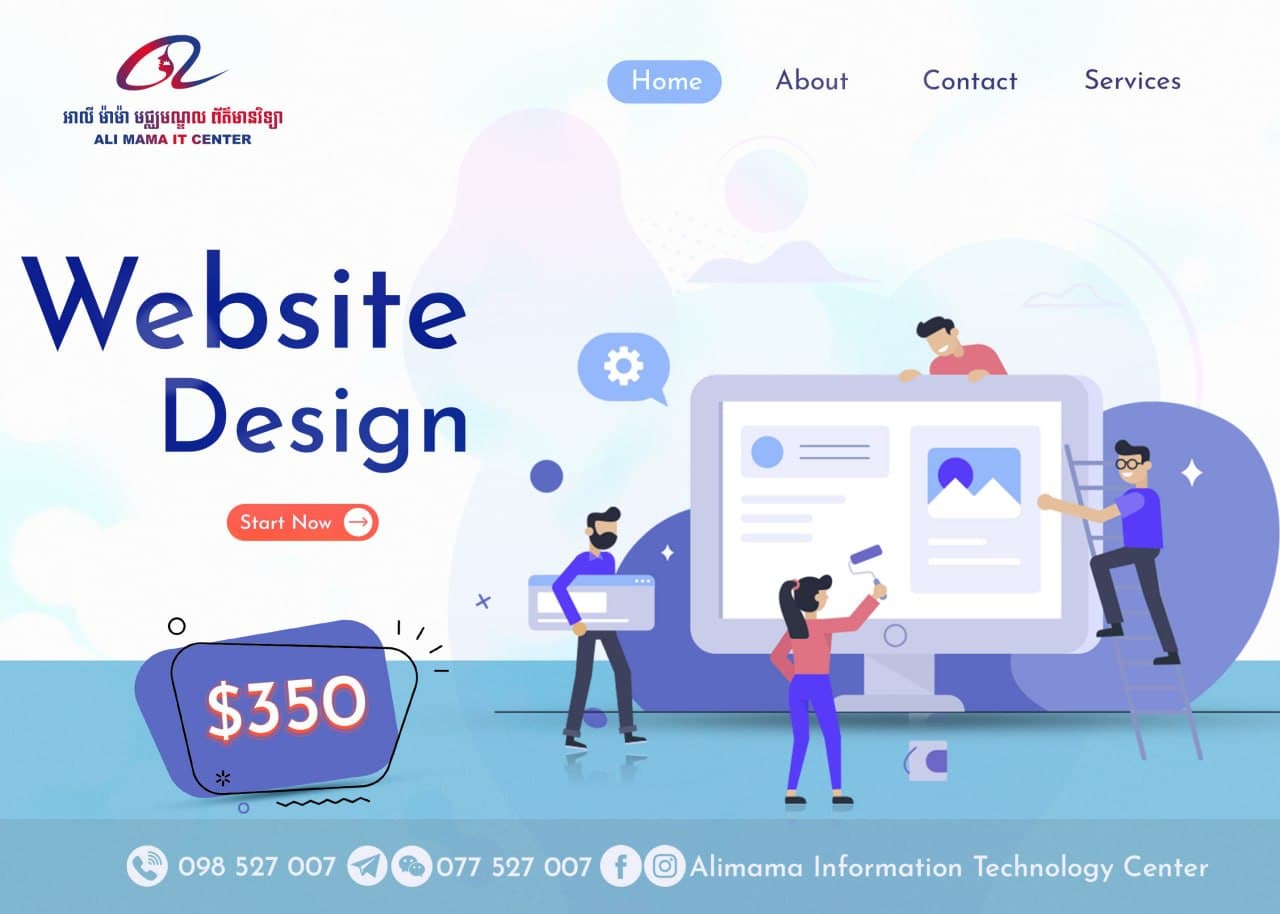 អាលី ម៉ាម៉ា មជ្ឈមណ្ឌល ព័ត៌មានវិទ្យា
ALI MAMA IT CENTER
Home About Contact Services
Website
Design
Start Now
$350
098 527 007 077 527 007 Alimama Information Technology Center